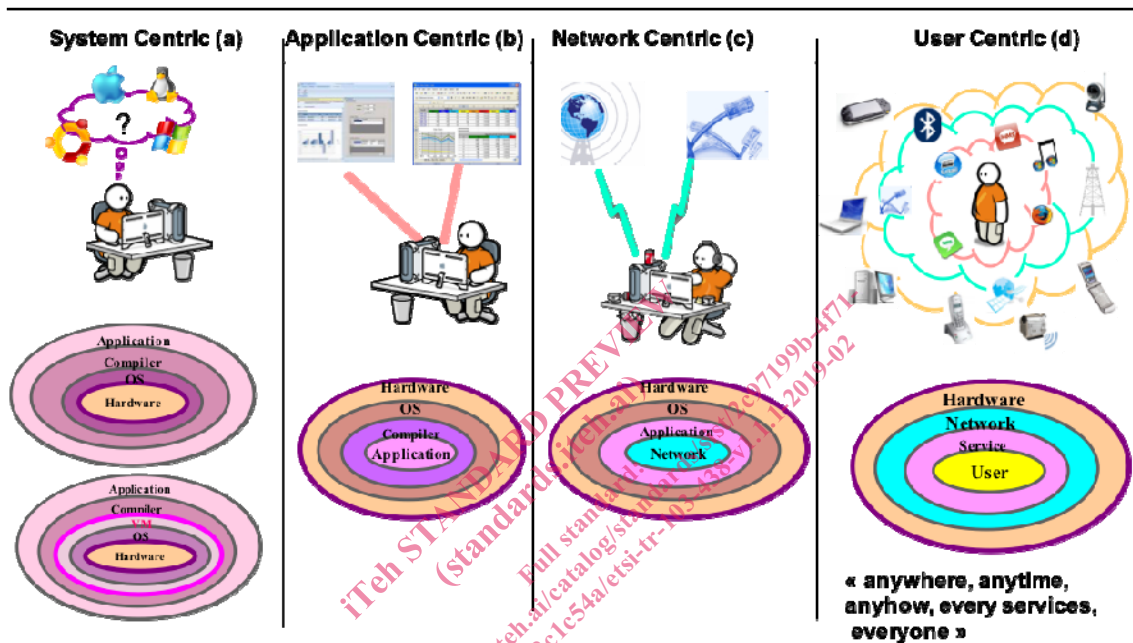 System Centric (a)
Application Centric (b)
Network Centric (c)
User Centric (d)
?
SMS
Application
Compiler
OS
Hardware
Application
Compiler
VM
OS
Hardware
Hardware
OS
Compiler
Application
Hardware
OS
Application
Network
Hardware
Network
Service
User
« anywhere, anytime,
anyhow, every services,
everyone »
iTeh STANDARD PREVIEW
(standards.iteh.ai)
Full standard: